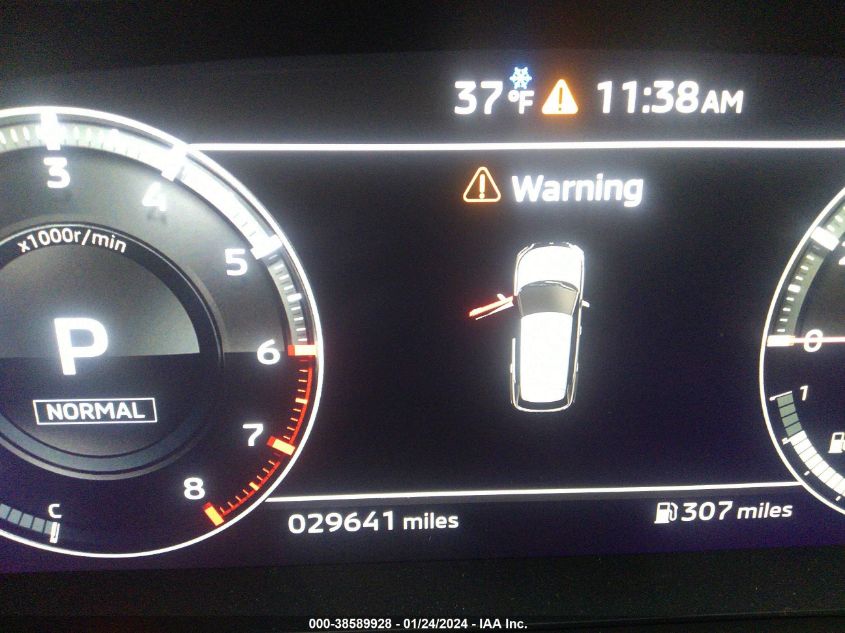 37°F 11:38AM
Warning
3
4
5
6
7
8
x1000r/min
P
NORMAL
C
0
1
029641 miles
307 miles
000-38589928 - 01/24/2024 - IAA Inc.